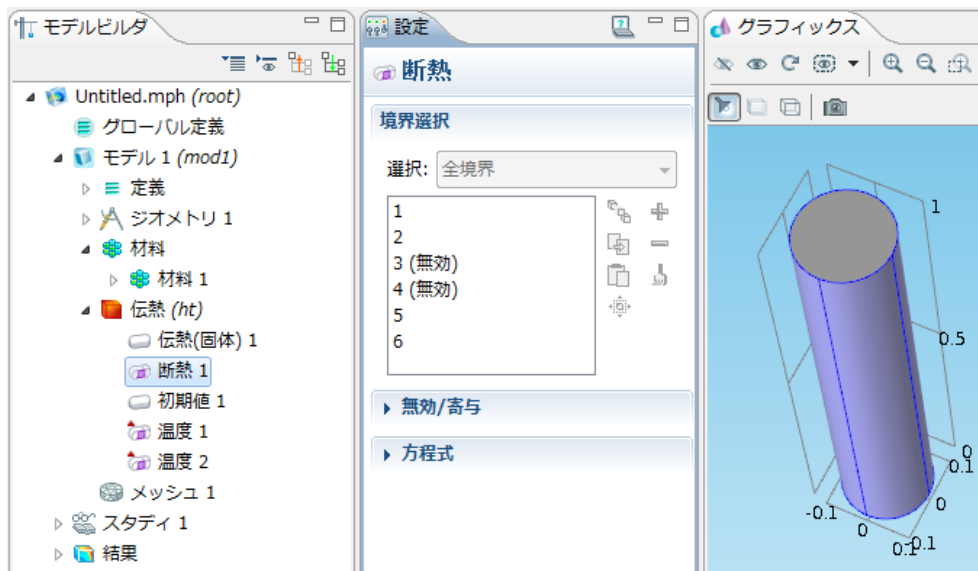 モデルビルダ
Untitled.mph (root)
グローバル定義
モデル 1 (mod1)
定義
ジオメトリ 1
材料
材料 1
伝熱 (ht)
伝熱(固体) 1
断熱 1
初期値 1
温度 1
温度 2
メッシュ 1
スタディ 1
結果
設定
断熱
境界選択
選択: 全境界
1
2
3 (無効)
4 (無効)
5
6
無効/寄与
方程式
グラフィックス
1
0.5
0
0.1
0
-0.1
0
0.1
-0.1